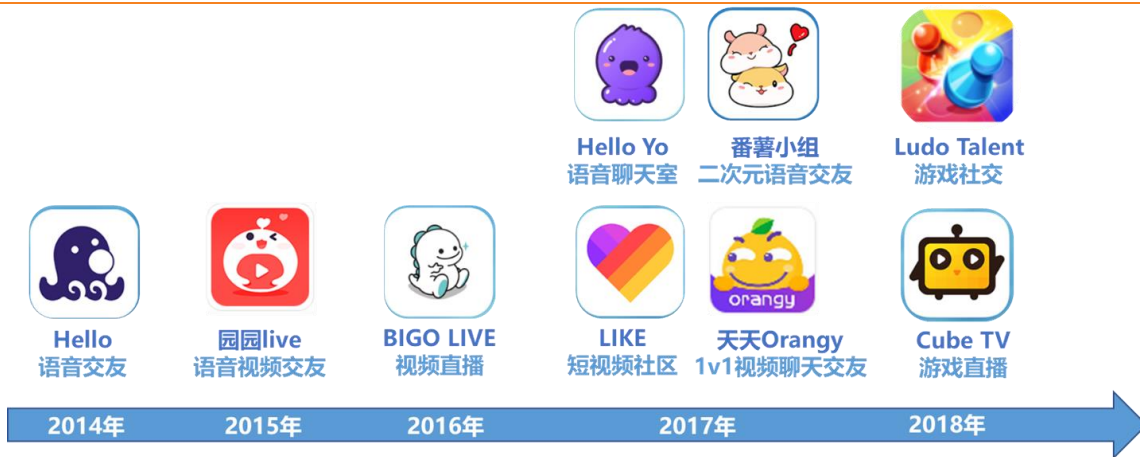 Hello Yo
语音聊天室
番薯小组
二次元语音交友
Ludo Talent
游戏社交
Hello
语音交友
园园live
语音视频交友
BIGO LIVE
视频直播
LIKE
短视频社区
orangy
天天Orangy
1v1视频聊天交友
Cube TV
游戏直播
2014年
2015年
2016年
2017年
2018年